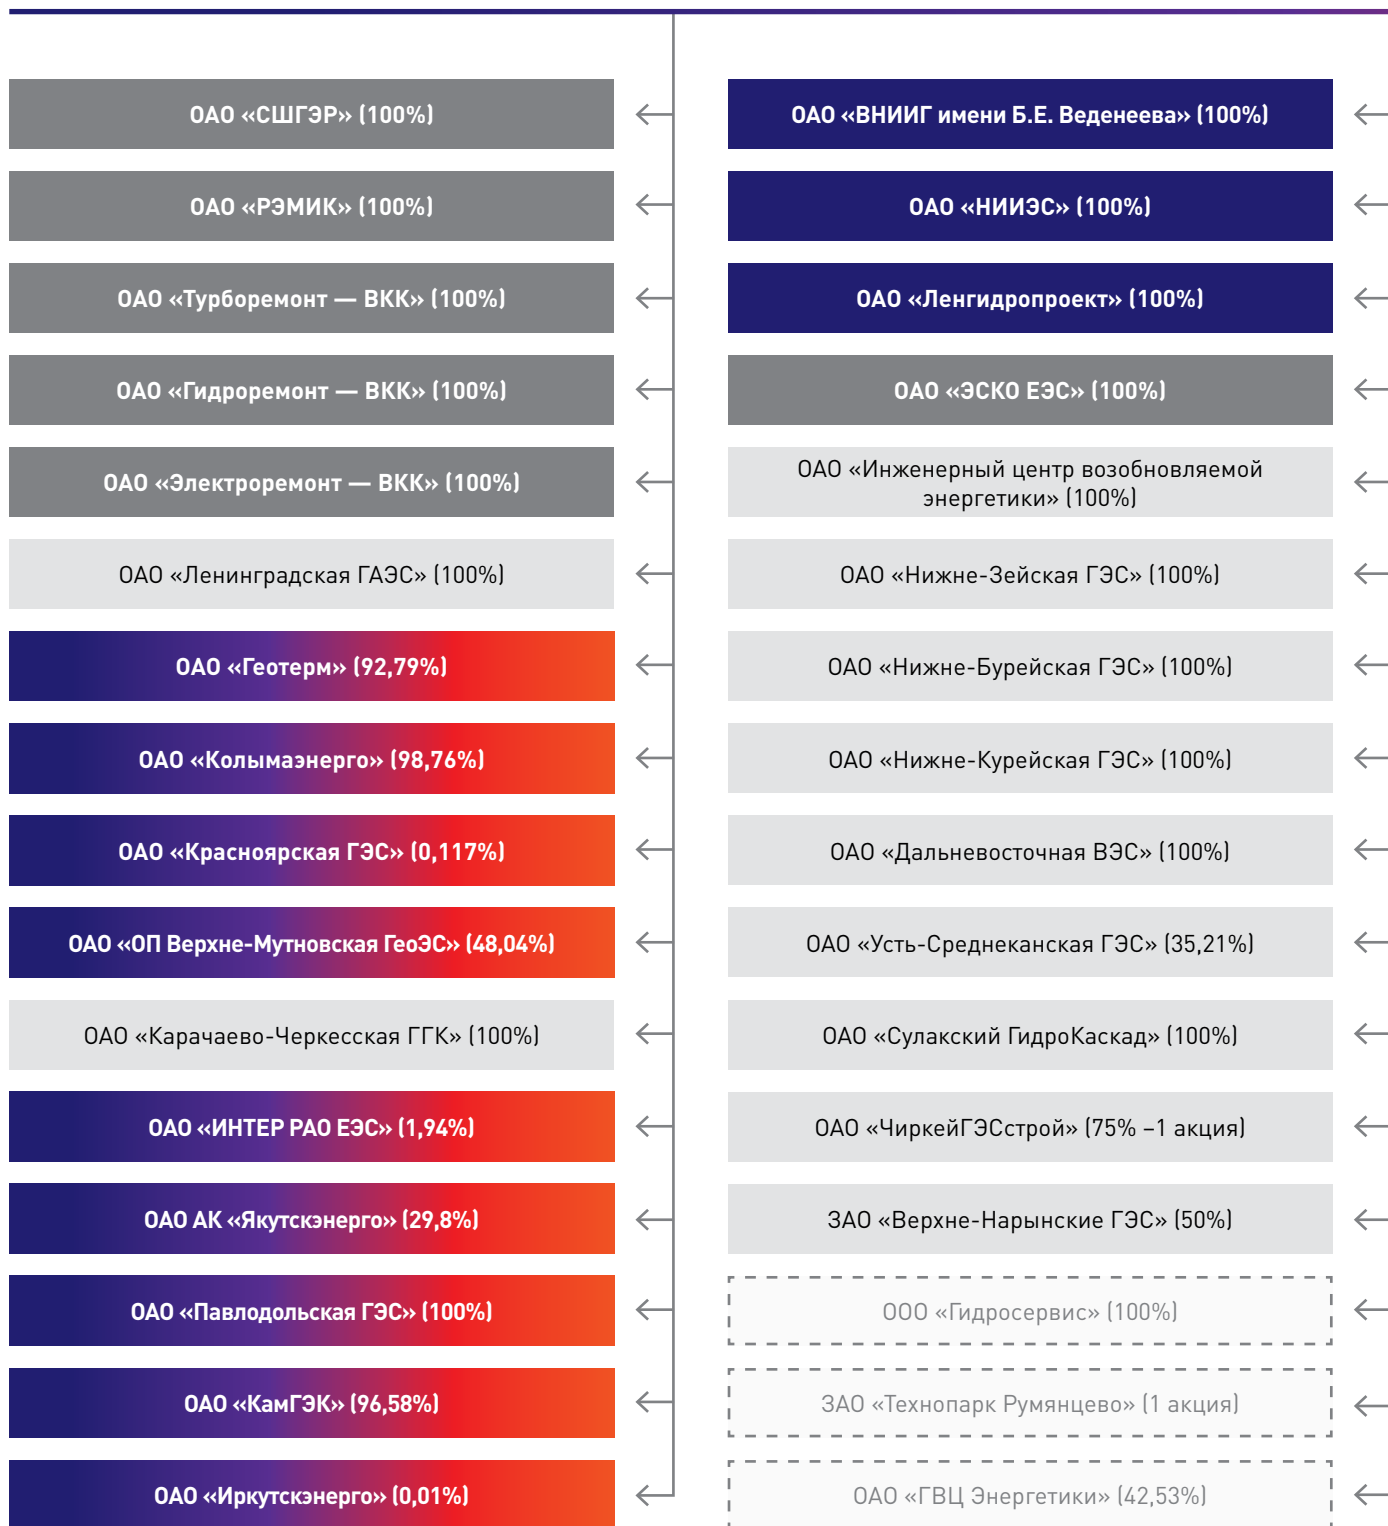 ОАО «СШГЭР» (100%)
ОАО «РЭМИК» (100%)
ОАО «Турборемонт — ВКК» (100%)
ОАО «Гидроремонт — ВКК» (100%)
ОАО «Электроремонт — ВКК» (100%)
ОАО «Ленинградская ГАЭС» (100%)
ОАО «Геотерм» (92,79%)
ОАО «Колымаэнерго» (98,76%)
ОАО «Красноярская ГЭС» (0,117%)
ОАО «ОП Верхне-Мутновская ГеоЭС» (48,04%)
ОАО «Карачаево-Черкесская ГГК» (100%)
ОАО «ИНТЕР РАО ЕЭС» (1,94%)
ОАО АК «Якутскэнерго» (29,8%)
ОАО «Павлодольская ГЭС» (100%)
ОАО «КамГЭК» (96,58%)
ОАО «Иркутскэнерго» (0,01%)
ОАО «ВНИИГ имени Б.Е. Веденеева» (100%)
ОАО «НИИЭС» (100%)
ОАО «Ленгидропроект» (100%)
ОАО «ЭСКО ЕЭС» (100%)
ОАО «Инженерный центр возобновляемой
энергетики» (100%)
ОАО «Нижне-Зейская ГЭС» (100%)
ОАО «Нижне-Бурейская ГЭС» (100%)
ОАО «Нижне-Курейская ГЭС» (100%)
ОАО «Дальневосточная ВЭС» (100%)
ОАО «Усть-Среднеканская ГЭС» (35,21%)
ОАО «Сулакский ГидроКаскад» (100%)
ОАО «ЧиркейГЭСстрой» (75% –1 акция)
ЗАО «Верхне-Нарынские ГЭС» (50%)
ООО «Гидросервис» (100%)
ЗАО «Технопарк Румянцево» (1 акция)
ОАО «ГВЦ Энергетики» (42,53%)